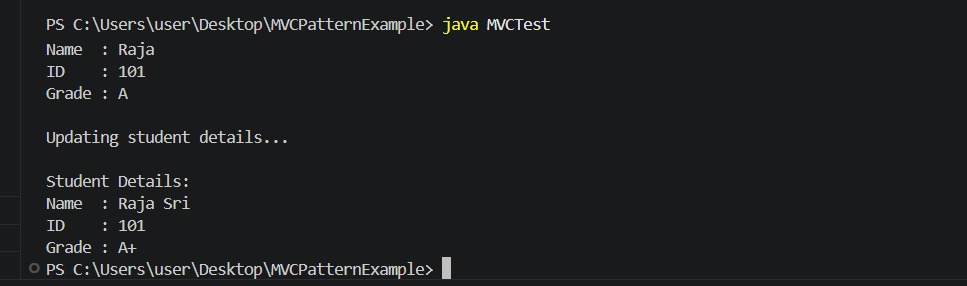 PS C:\Users\user\Desktop\MVCPatternExample> java MVCTest
Name  : Raja
ID    : 101
Grade : A
Updating student details...
Student Details:
Name  : Raja Sri
ID    : 101
Grade : A+
PS C:\Users\user\Desktop\MVCPatternExample>